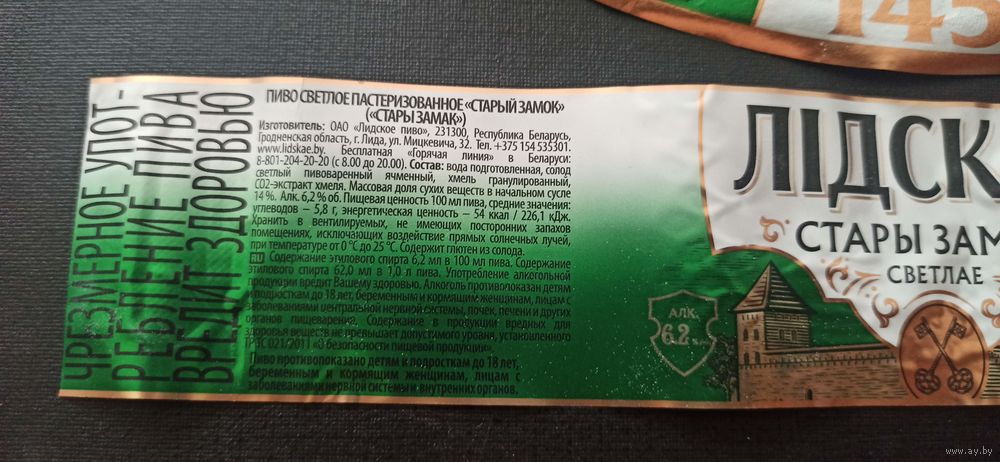 ЧРЕЗМЕРНОЕ УПОТ-
РЕБЛЕНИЕ ПИВА
ВРЕДИТ ЗДОРОВЬЮ
ПИВО СВЕТЛОЕ ПАСТЕРИЗОВАННОЕ «СТАРЫЙ ЗАМОК»
(«СТАРЫ ЗАМАК»)
Изготовитель: ОАО «Лидское пиво», 231300, Республика Беларусь,
Гродненская область, г. Лида, ул. Мицкевича, 32. Тел. +375 154 535301.
www.lidskae.by. Бесплатная «Горячая линия» в Беларуси:
8-801-204-20-20 (с 8.00 до 20.00). Состав: вода подготовленная, солод
светлый пивоваренный ячменный, хмель гранулированный,
СО2-экстракт хмеля. Массовая доля сухих веществ в начальном сусле
14 %. Алк. 6,2 % об. Пищевая ценность 100 мл пива, средние значения:
углеводов – 5,8 г, энергетическая ценность – 54 ккал / 226,1 кДж.
Хранить в вентилируемых, не имеющих посторонних запахов
помещениях, исключающих воздействие прямых солнечных лучей,
при температуре от 0 °С до 25 °С. Содержит глютен из солода.
RU Содержание этилового спирта 6,2 мл в 100 мл пива. Содержание
этилового спирта 62,0 мл в 1,0 л пива. Употребление алкогольной
продукции вредит Вашему здоровью. Алкоголь противопоказан детям
и подросткам до 18 лет, беременным и кормящим женщинам, лицам с
заболеваниями центральной нервной системы, почек, печени и других
органов пищеварения. Содержание в продукции вредных для
здоровья веществ не превышает допустимого уровня, установленного
ТР ТС 021/2011 «О безопасности пищевой продукции».
Пиво противопоказано детям и подросткам до 18 лет,
беременным и кормящим женщинам, лицам с
заболеваниями нервной системы и внутренних органов.
АЛК.
6.2
145
ЛІДСК
СТАРЫ ЗАМ
СВЕТЛАЕ
www.ay.by